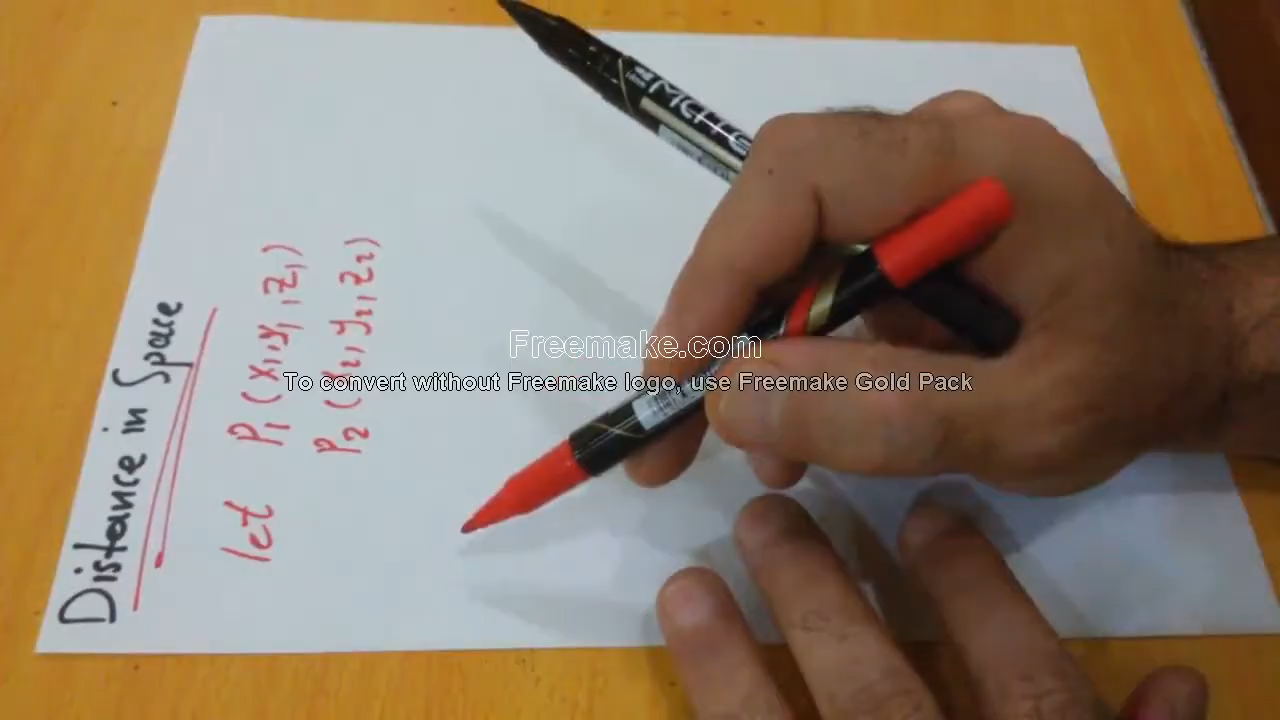 Distance in Space
let P₁ (x₁, y₁, z₁)
P₂ (x₂, y₂, z₂)
Freemake.com
To convert without Freemake logo, use Freemake Gold Pack